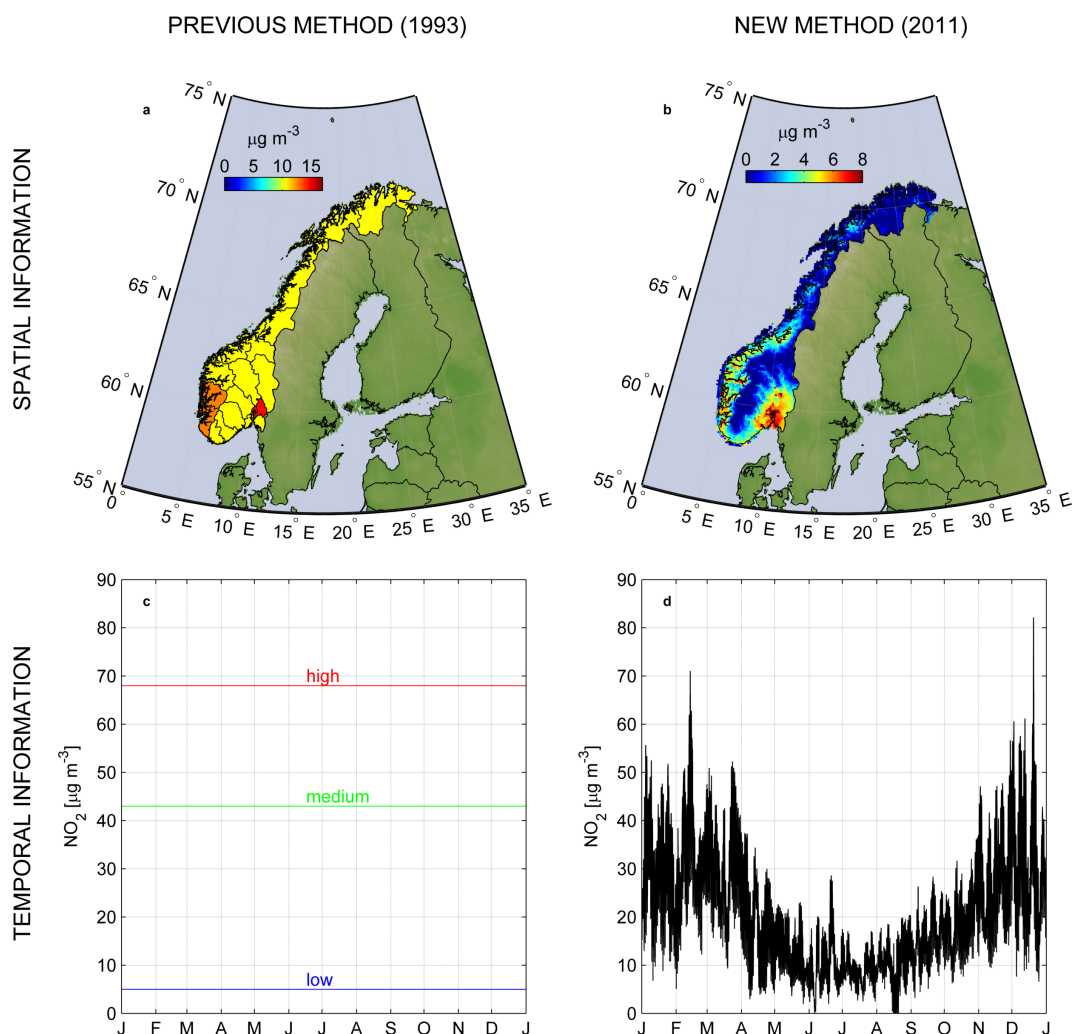 PREVIOUS METHOD (1993)
NEW METHOD (2011)
SPATIAL INFORMATION
a
μg m⁻³
0 5 10 15
75° N
70° N
65° N
60° N
55° N
0°
5° E
10° E
15° E
20° E
25° E
30° E
35° E
b
μg m⁻³
0 2 4 6 8
75° N
70° N
65° N
60° N
55° N
0°
5° E
10° E
15° E
20° E
25° E
30° E
35° E
TEMPORAL INFORMATION
c
NO₂ [μg m⁻³]
90
80
70
60
50
40
30
20
10
0
high
medium
low
J F M A M J J A S O N D J
d
NO₂ [μg m⁻³]
90
80
70
60
50
40
30
20
10
0
J F M A M J J A S O N D J